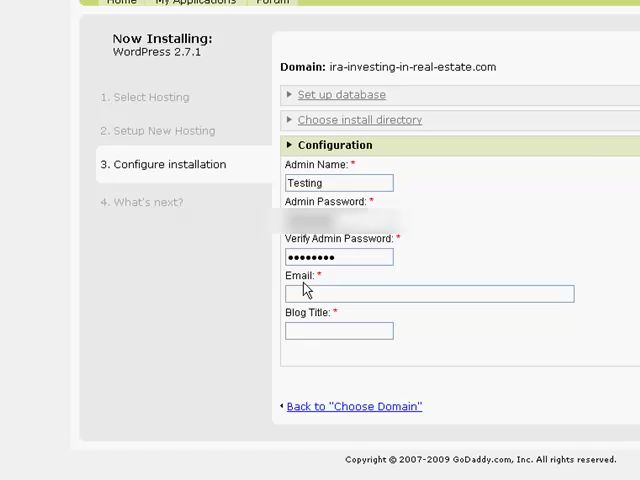 Home My Applications Forum
Now Installing:
WordPress 2.7.1
1. Select Hosting
2. Setup New Hosting
3. Configure installation
4. What's next?
Domain: ira-investing-in-real-estate.com
Set up database
Choose install directory
Configuration
Admin Name: *
Testing
Admin Password: *
Verify Admin Password: *
••••••••
Email: *
Blog Title: *
Back to "Choose Domain"
Copyright © 2007-2009 GoDaddy.com, Inc. All rights reserved.